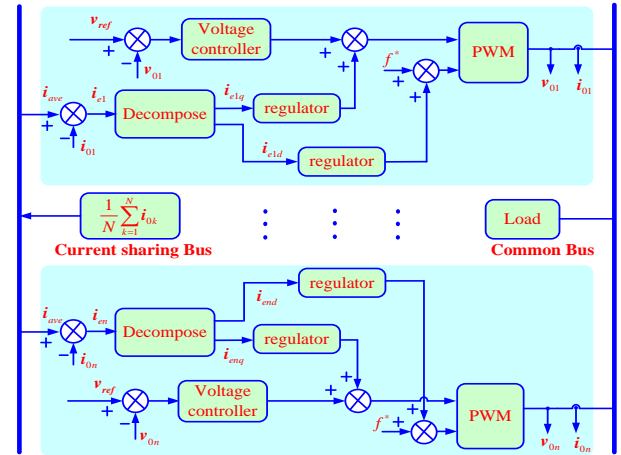 v_ref
+
−
v_01
Voltage
controller
+
+
f*
+
+
PWM
v_01
i_01
i_ave
+
−
i_01
i_e1
Decompose
i_e1q
regulator
i_e1d
regulator
1/N ∑_{k=1}^{N} i_0k
Current sharing Bus
Load
Common Bus
i_ave
+
−
i_0n
i_en
Decompose
i_end
regulator
i_enq
regulator
v_ref
+
−
v_0n
Voltage
controller
+
+
f*
+
+
PWM
v_0n
i_0n